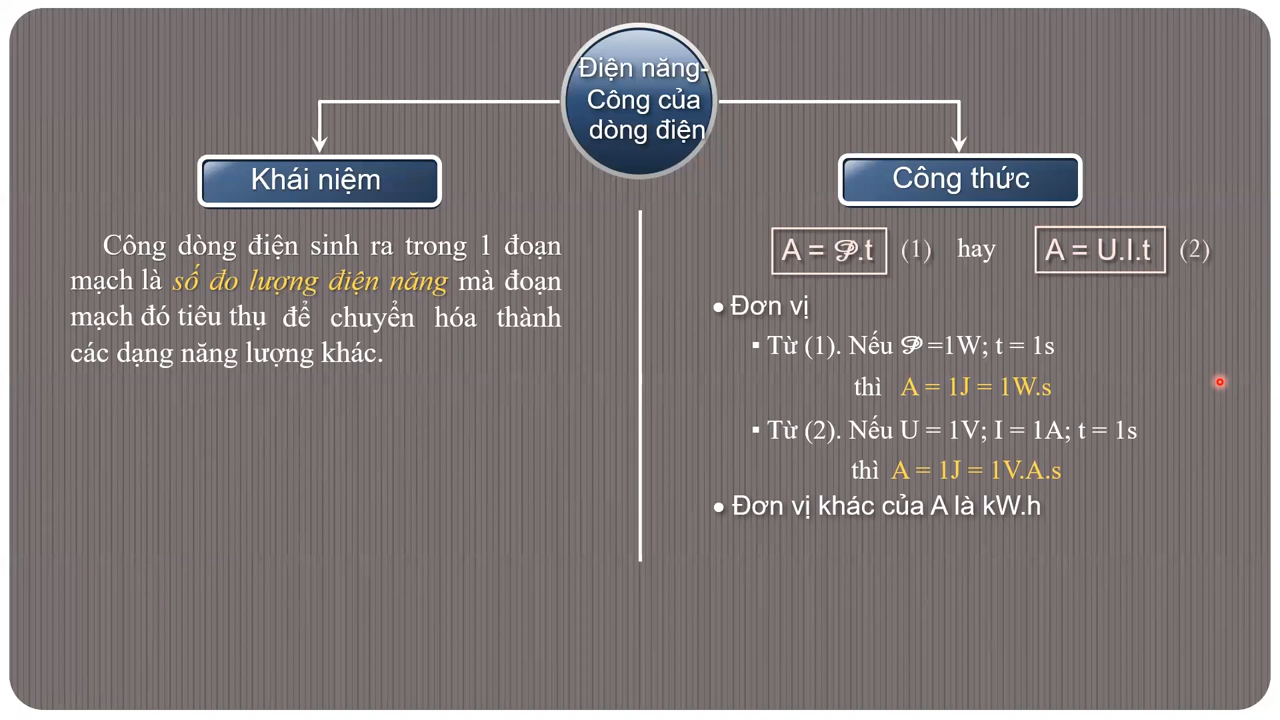 Điện năng-
Công của
dòng điện
Khái niệm
Công dòng điện sinh ra trong 1 đoạn
mạch là số đo lượng điện năng mà đoạn
mạch đó tiêu thụ để chuyển hóa thành
các dạng năng lượng khác.
Công thức
A = 𝒫.t (1) hay A = U.I.t (2)
• Đơn vị
▪ Từ (1). Nếu 𝒫 =1W; t = 1s
thì A = 1J = 1W.s
▪ Từ (2). Nếu U = 1V; I = 1A; t = 1s
thì A = 1J = 1V.A.s
• Đơn vị khác của A là kW.h